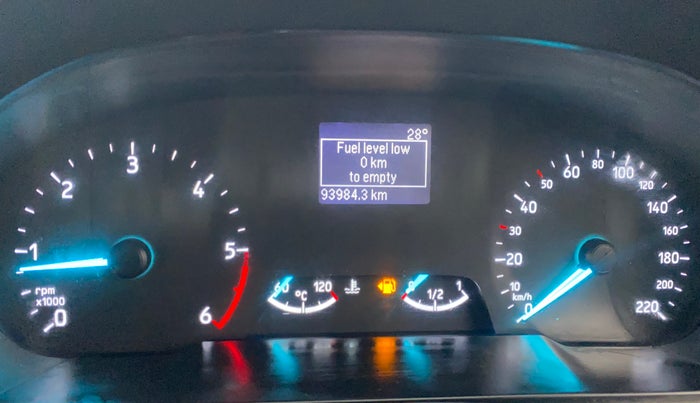 28°
Fuel level low
0 km
to empty
93984.3 km
0 1 2 3 4 5 6
rpm
x1000
60 °C 120
0 1/2 1
0 10 20 30 40 50 60 80 100 120 140 160 180 200 220
km/h